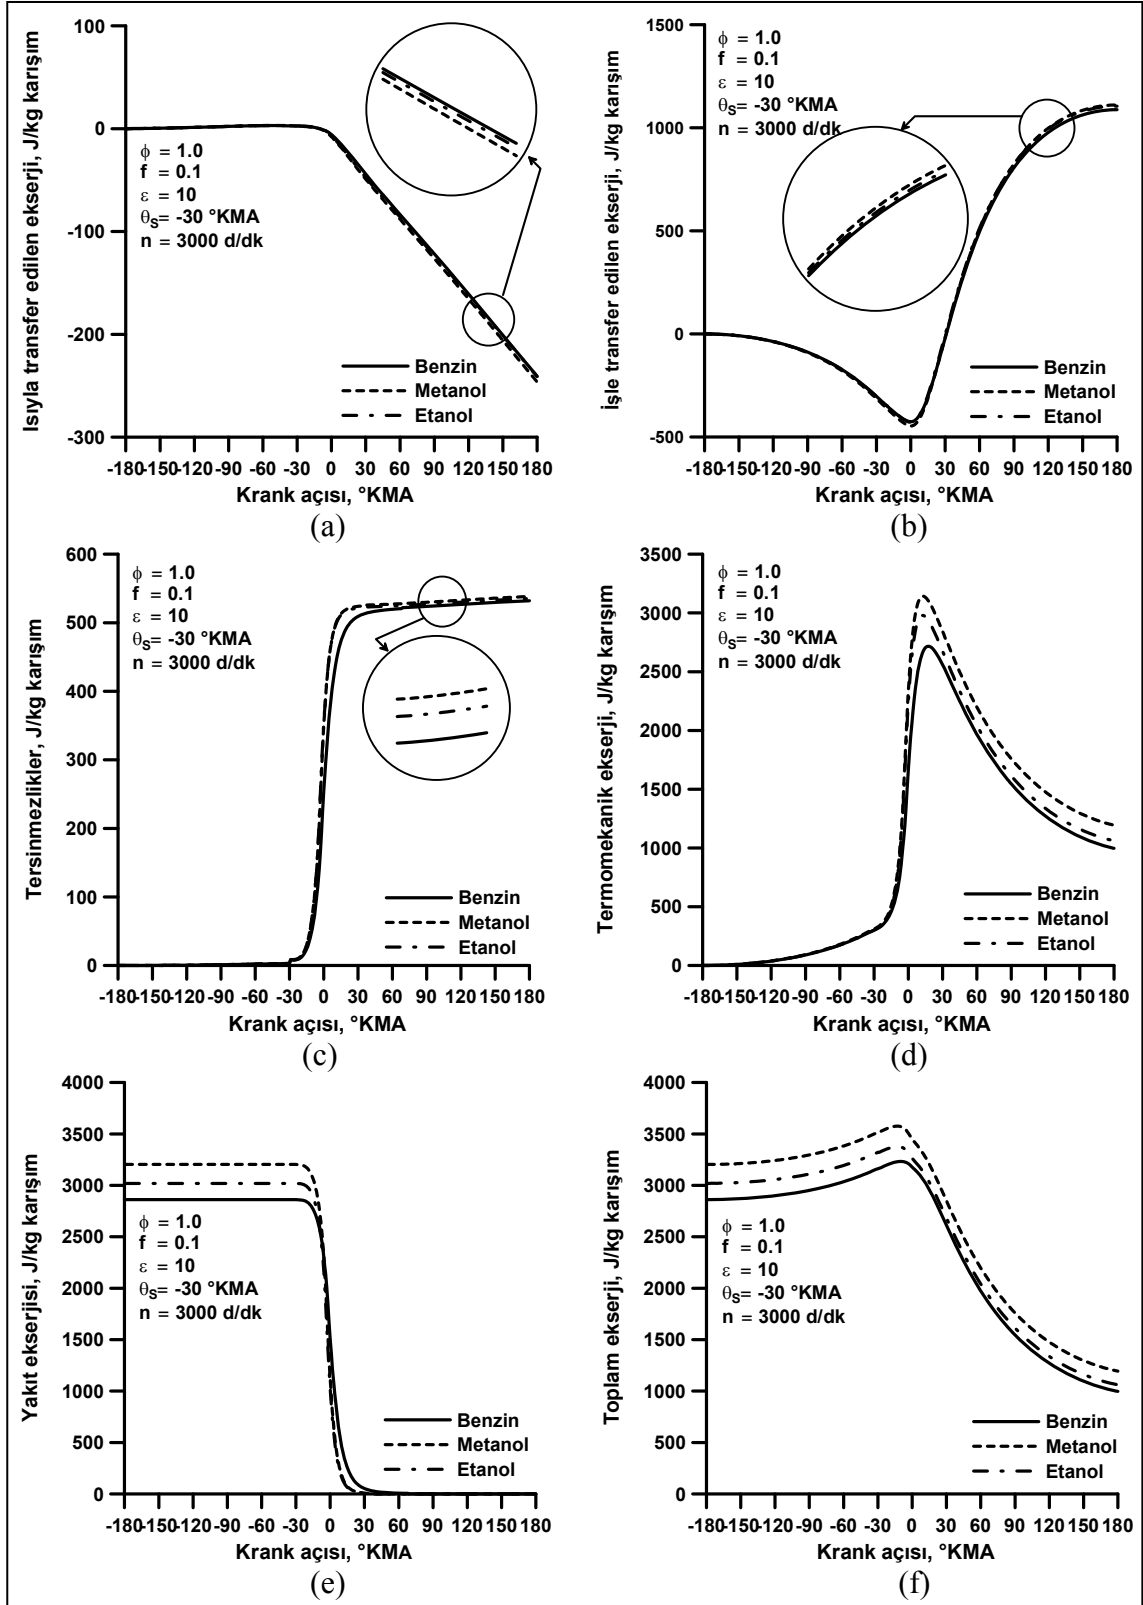 Isıyla transfer edilen ekserji, J/kg karışım
100
0
-100
-200
-300
ϕ = 1.0
f = 0.1
ε = 10
θS= -30 °KMA
n = 3000 d/dk
Benzin
Metanol
Etanol
-180 -150 -120 -90 -60 -30 0 30 60 90 120 150 180
Krank açısı, °KMA
(a)
İşle transfer edilen ekserji, J/kg karışım
1500
1000
500
0
-500
ϕ = 1.0
f = 0.1
ε = 10
θS= -30 °KMA
n = 3000 d/dk
Benzin
Metanol
Etanol
-180 -150 -120 -90 -60 -30 0 30 60 90 120 150 180
Krank açısı, °KMA
(b)
Tersinmezlikler, J/kg karışım
600
500
400
300
200
100
0
ϕ = 1.0
f = 0.1
ε = 10
θS= -30 °KMA
n = 3000 d/dk
Benzin
Metanol
Etanol
-180 -150 -120 -90 -60 -30 0 30 60 90 120 150 180
Krank açısı, °KMA
(c)
Termomekanik ekserji, J/kg karışım
3500
3000
2500
2000
1500
1000
500
0
ϕ = 1.0
f = 0.1
ε = 10
θS= -30 °KMA
n = 3000 d/dk
Benzin
Metanol
Etanol
-180 -150 -120 -90 -60 -30 0 30 60 90 120 150 180
Krank açısı, °KMA
(d)
Yakıt ekserjisi, J/kg karışım
4000
3500
3000
2500
2000
1500
1000
500
0
ϕ = 1.0
f = 0.1
ε = 10
θS= -30 °KMA
n = 3000 d/dk
Benzin
Metanol
Etanol
-180 -150 -120 -90 -60 -30 0 30 60 90 120 150 180
Krank açısı, °KMA
(e)
Toplam ekserji, J/kg karışım
4000
3500
3000
2500
2000
1500
1000
500
0
ϕ = 1.0
f = 0.1
ε = 10
θS= -30 °KMA
n = 3000 d/dk
Benzin
Metanol
Etanol
-180 -150 -120 -90 -60 -30 0 30 60 90 120 150 180
Krank açısı, °KMA
(f)